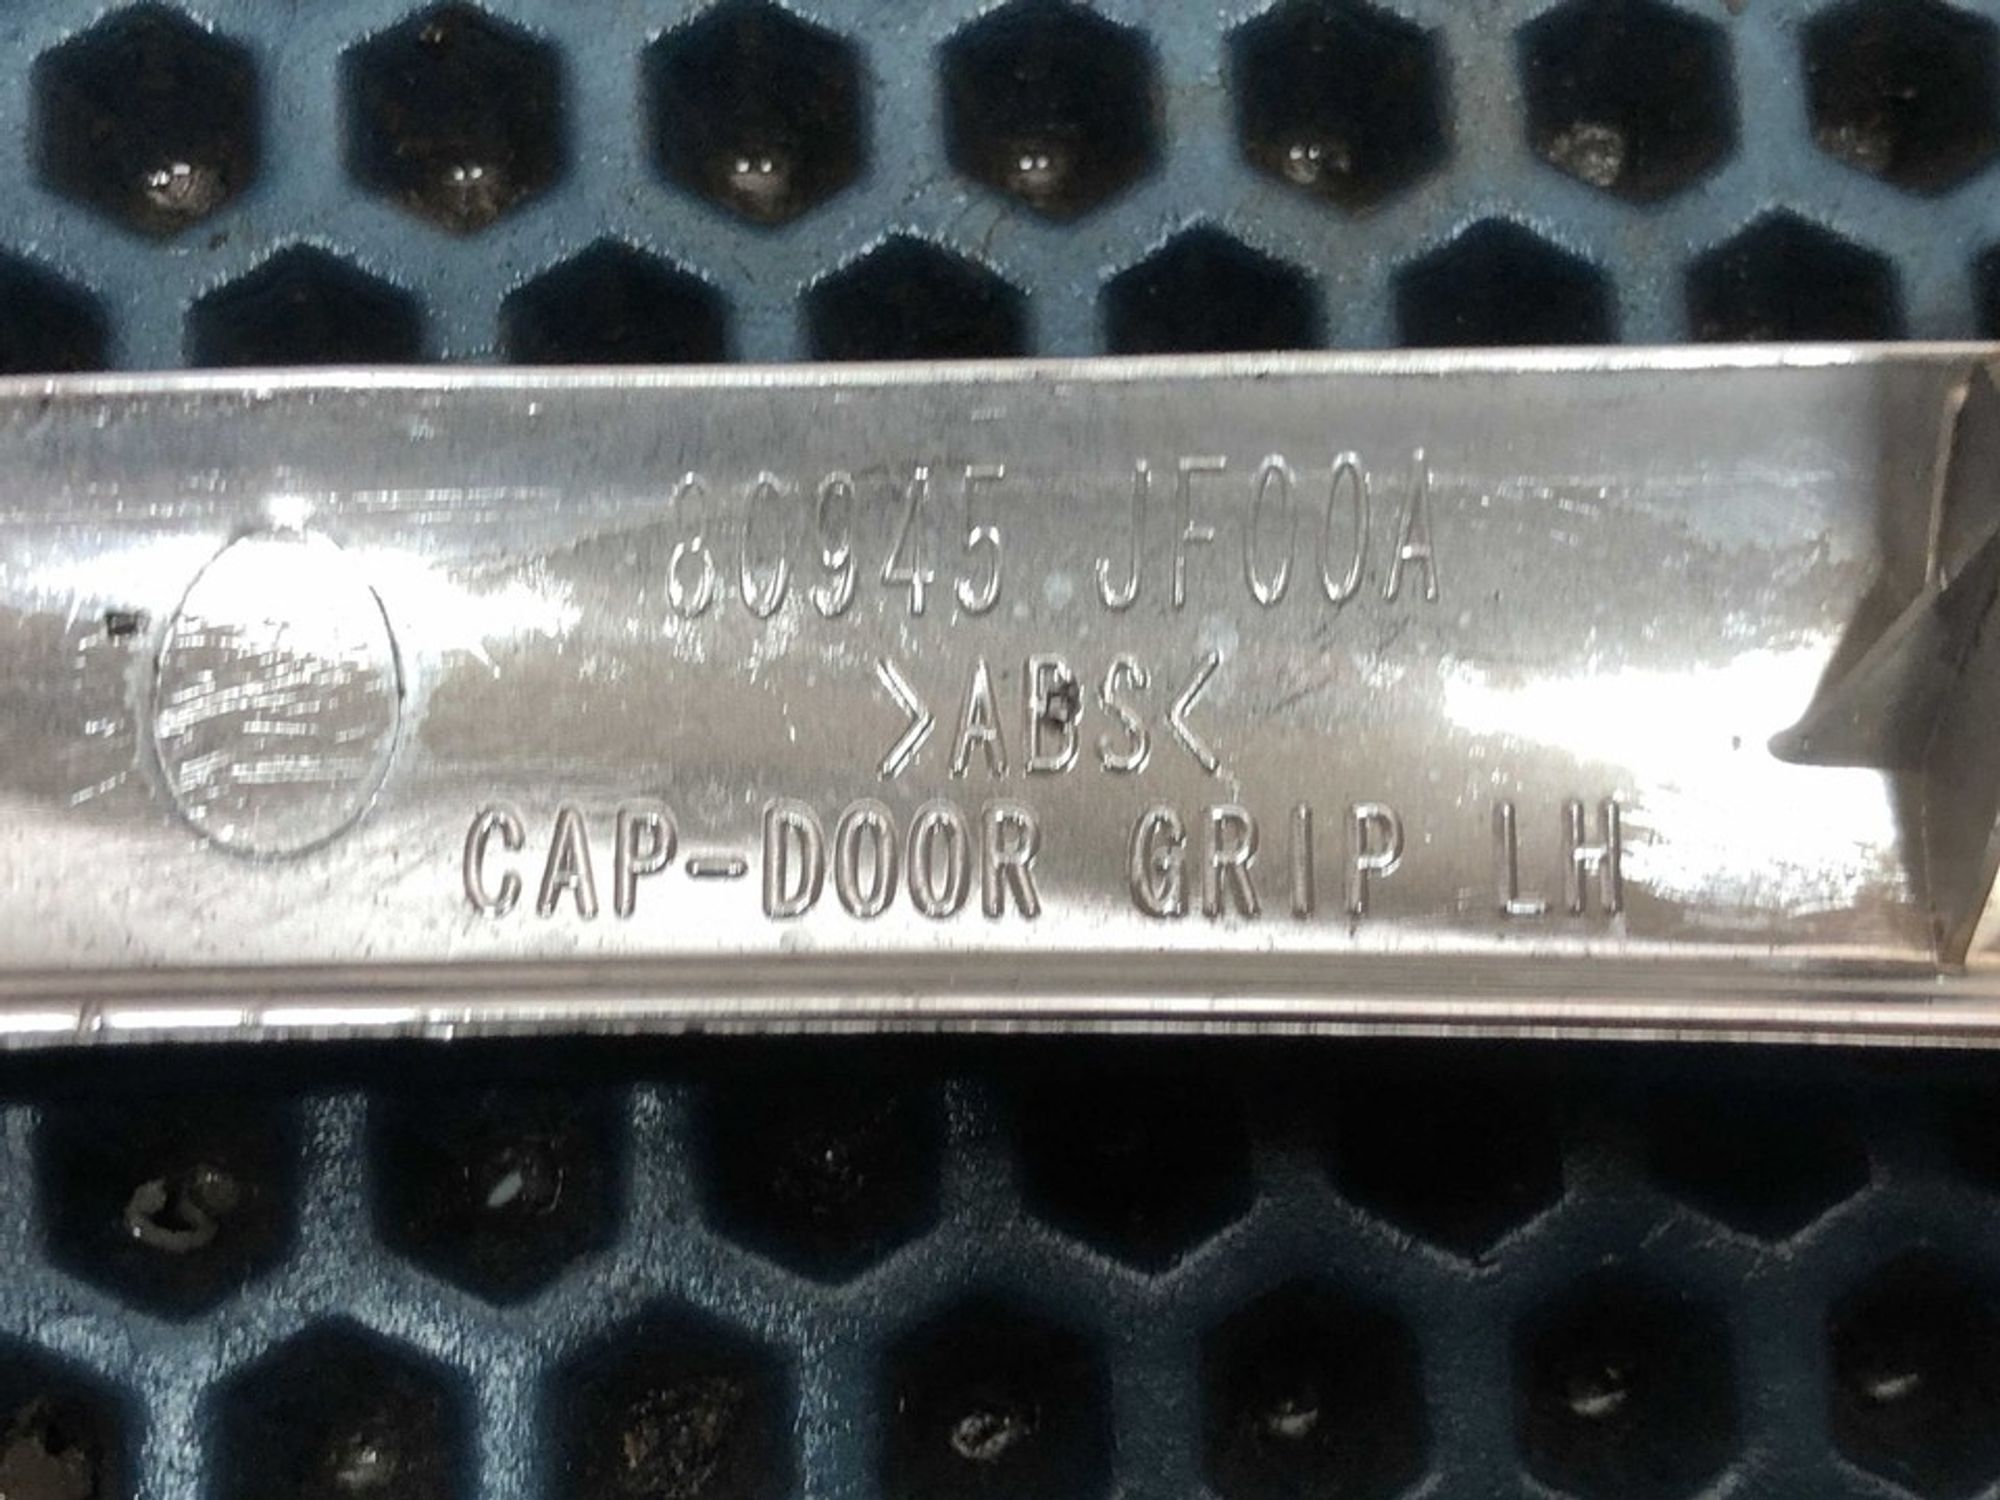 80945 JF00A
>ABS<
CAP-DOOR GRIP LH